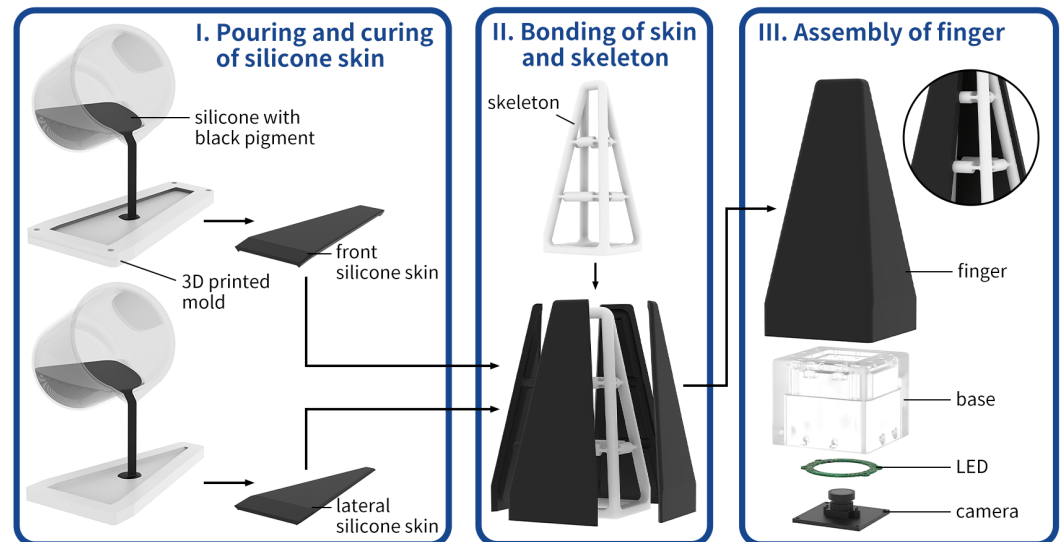 I. Pouring and curing
of silicone skin
silicone with
black pigment
3D printed
mold
front
silicone skin
lateral
silicone skin
II. Bonding of skin
and skeleton
skeleton
III. Assembly of finger
finger
base
LED
camera